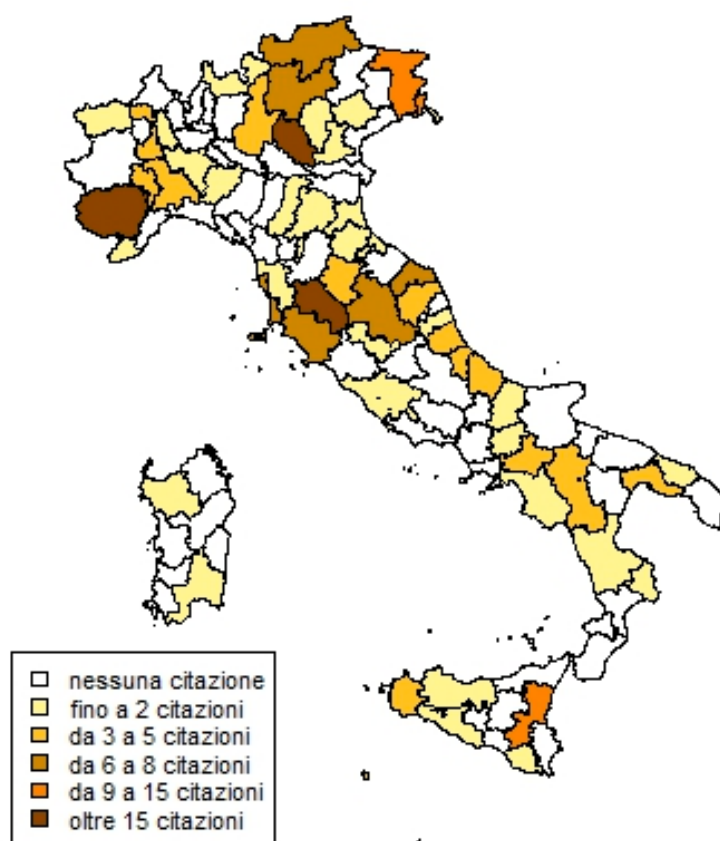 nessuna citazione
fino a 2 citazioni
da 3 a 5 citazioni
da 6 a 8 citazioni
da 9 a 15 citazioni
oltre 15 citazioni